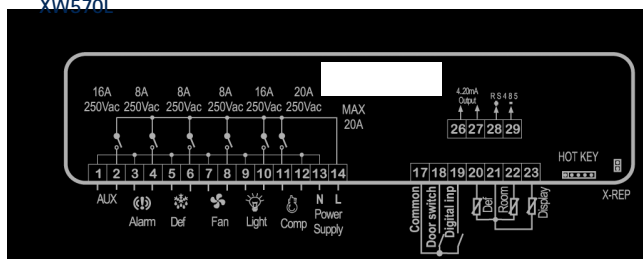 XW570L
16A 8A 8A 8A 16A 20A
250Vac 250Vac 250Vac 250Vac 250Vac 250Vac
MAX
20A
4..20mA
Output
RS485
26 27 28 29
HOT KEY
1 2 3 4 5 6 7 8 9 10 11 12 13 14
17 18 19 20 21 22 23
X-REP
AUX
Alarm
Def
Fan
Light
Comp
N L
Power
Supply
Common
Door switch
Digital inp
Def
Room
Display